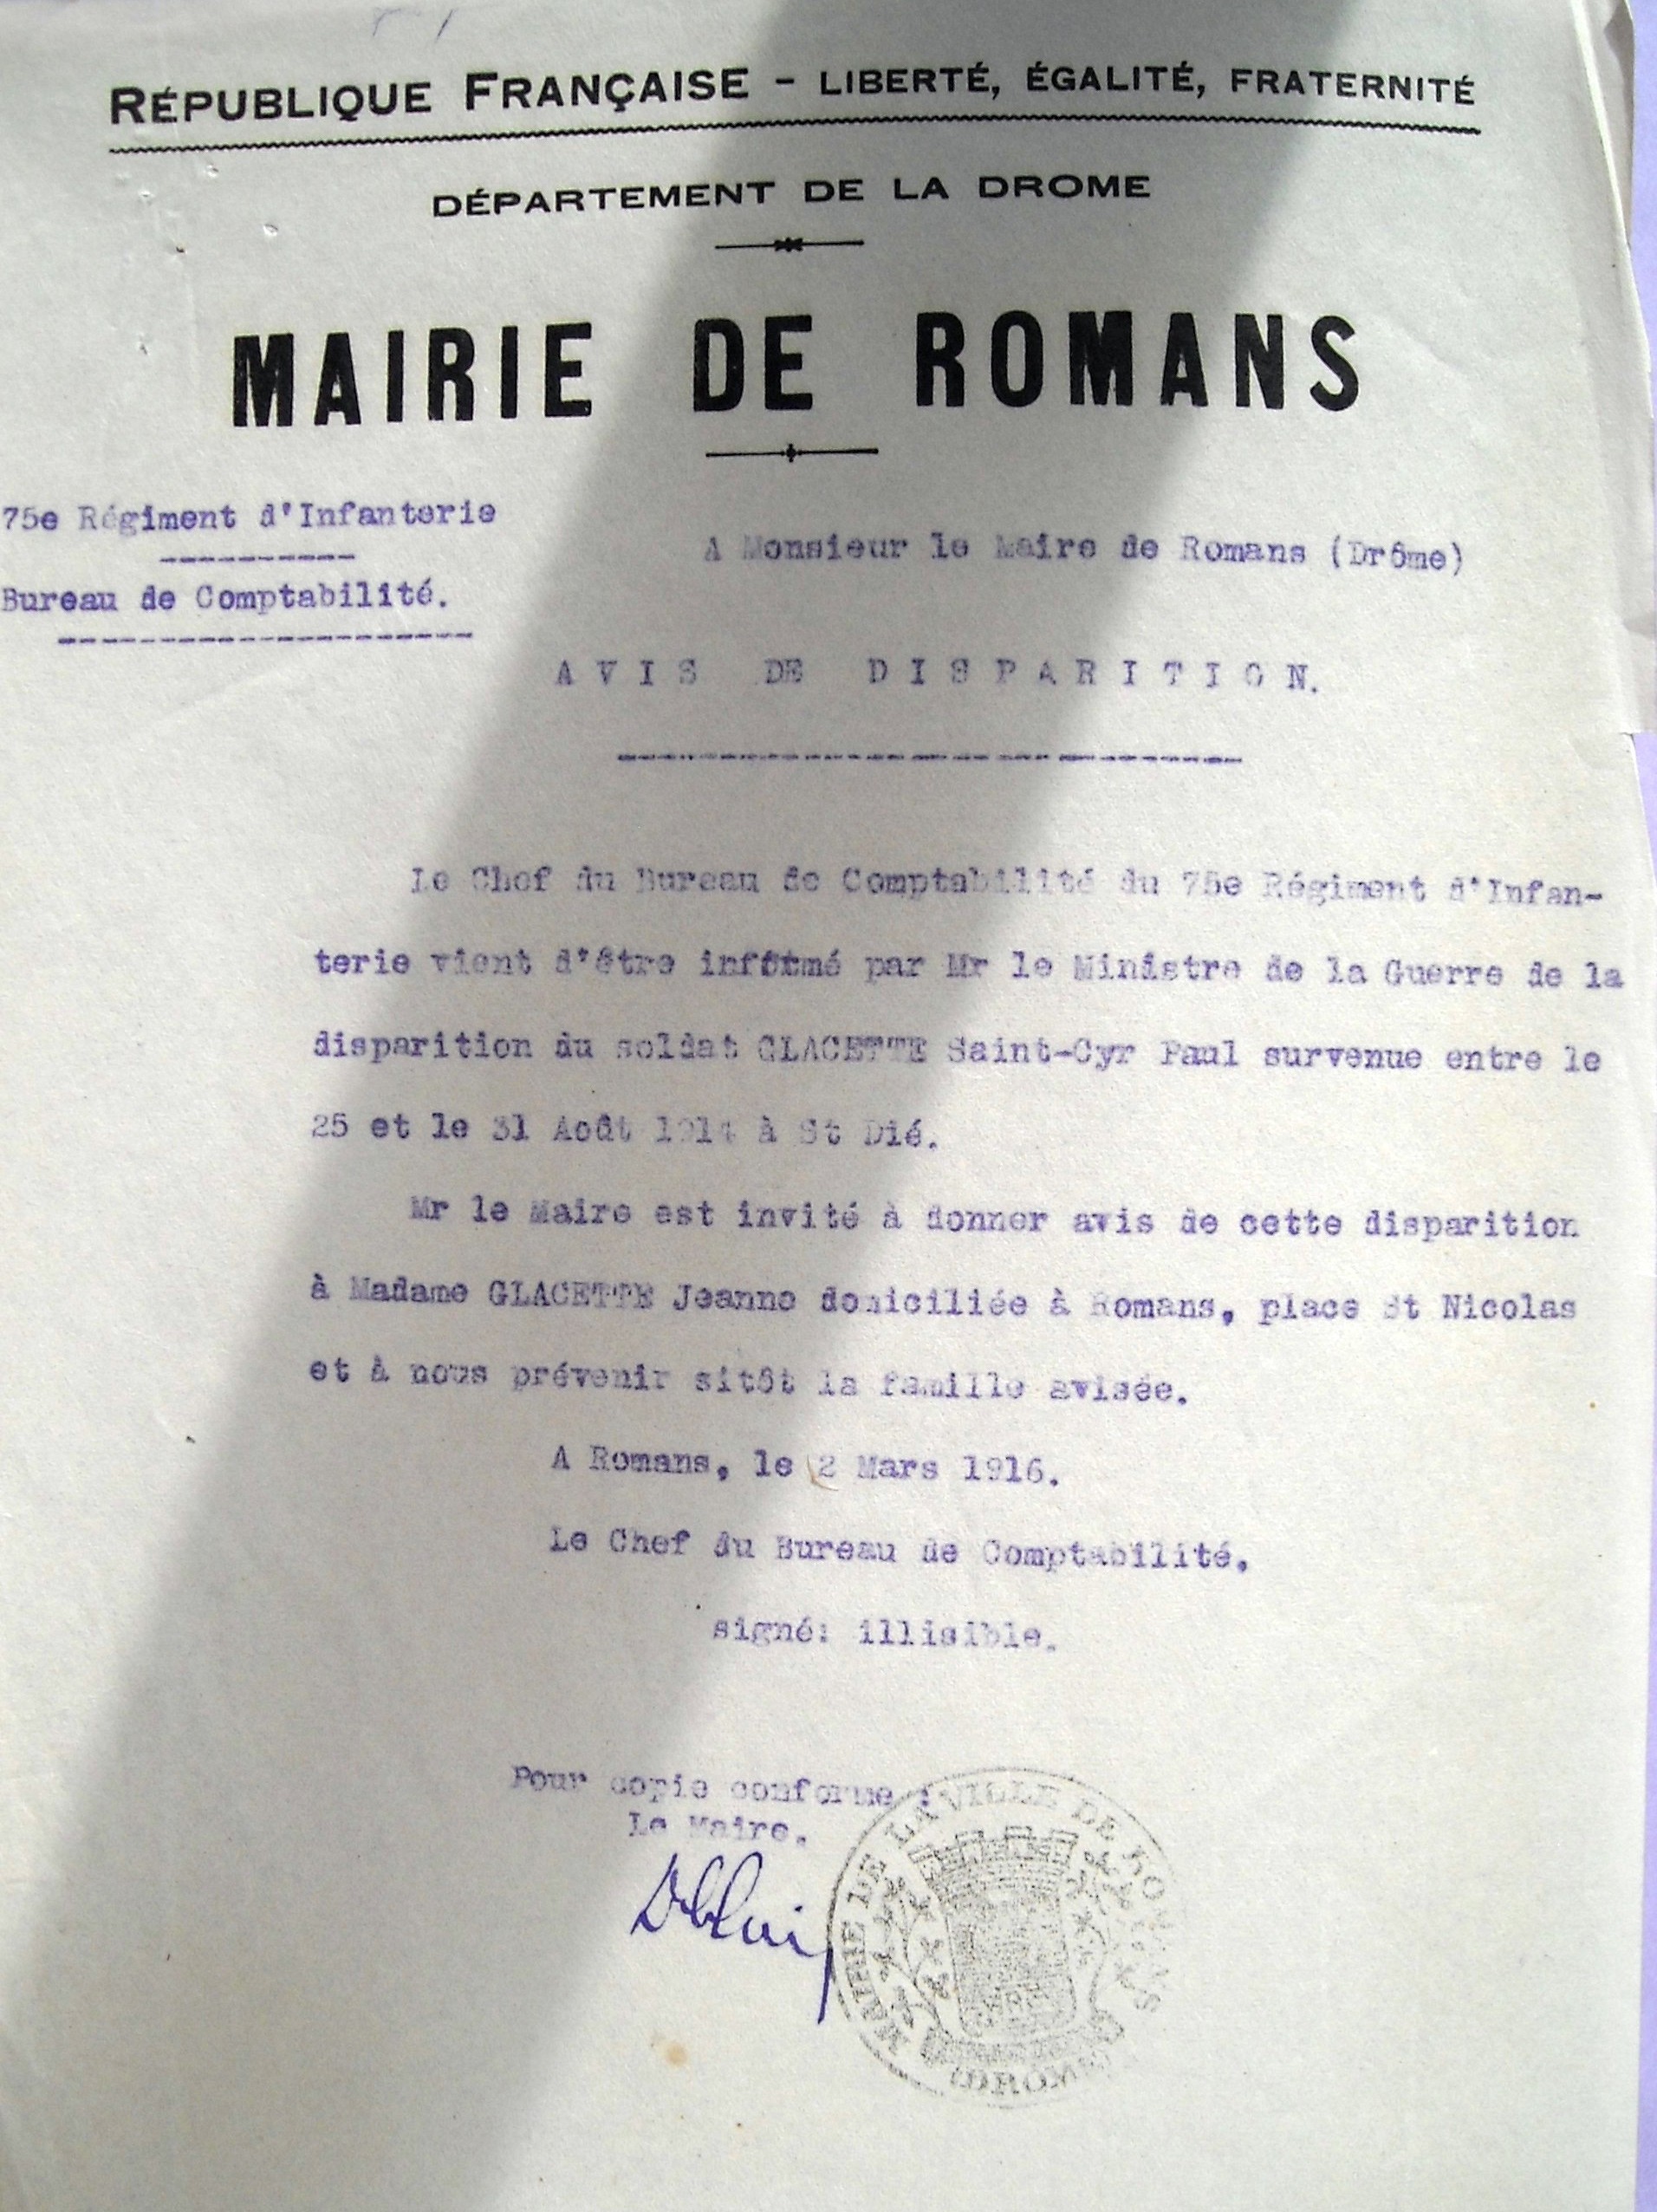 RÉPUBLIQUE FRANÇAISE - LIBERTÉ, ÉGALITÉ, FRATERNITÉ
DÉPARTEMENT DE LA DROME
MAIRIE DE ROMANS
75e Régiment d'Infanterie
Bureau de Comptabilité.
A Monsieur le Maire de Romans (Drôme)
AVIS DE DISPARITION.
Le Chef du Bureau de Comptabilité du 75e Régiment d'Infan-
terie vient d'être informé par Mr le Ministre de la Guerre de la
disparition du soldat GLACETTE Saint-Cyr Paul survenue entre le
25 et le 31 Août 1914 à St Dié.
Mr le Maire est invité à donner avis de cette disparition
à Madame GLACETTE Jeanne domiciliée à Romans, place St Nicolas
et à nous prévenir sitôt la famille avisée.
A Romans, le 2 Mars 1916.
Le Chef du Bureau de Comptabilité,
signé: illisible.
Pour copie conforme :
Le Maire.
MAIRIE DE LA VILLE DE ROMANS
(DROME)